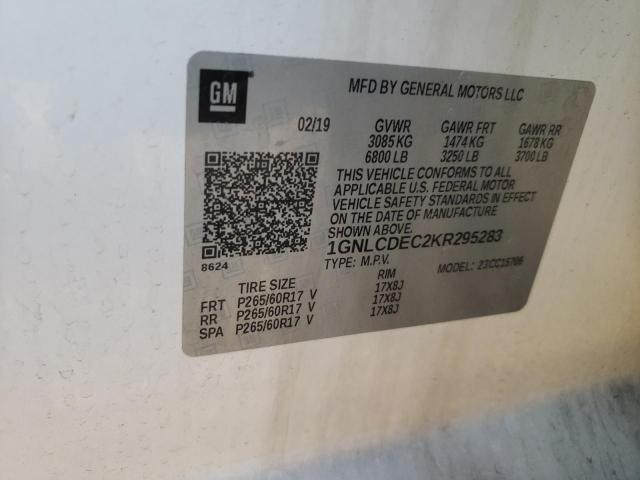 GM
MFD BY GENERAL MOTORS LLC
02/19 GVWR GAWR FRT GAWR RR
3085 KG 1474 KG 1678 KG
6800 LB 3250 LB 3700 LB
THIS VEHICLE CONFORMS TO ALL
APPLICABLE U.S. FEDERAL MOTOR
VEHICLE SAFETY STANDARDS IN EFFECT
ON THE DATE OF MANUFACTURE
SHOWN ABOVE.
1GNLCDEC2KR295283
8624
TYPE: M.P.V. MODEL: 23CC15706
TIRE SIZE RIM
FRT P265/60R17 V 17X8J
RR P265/60R17 V 17X8J
SPA P265/60R17 V 17X8J